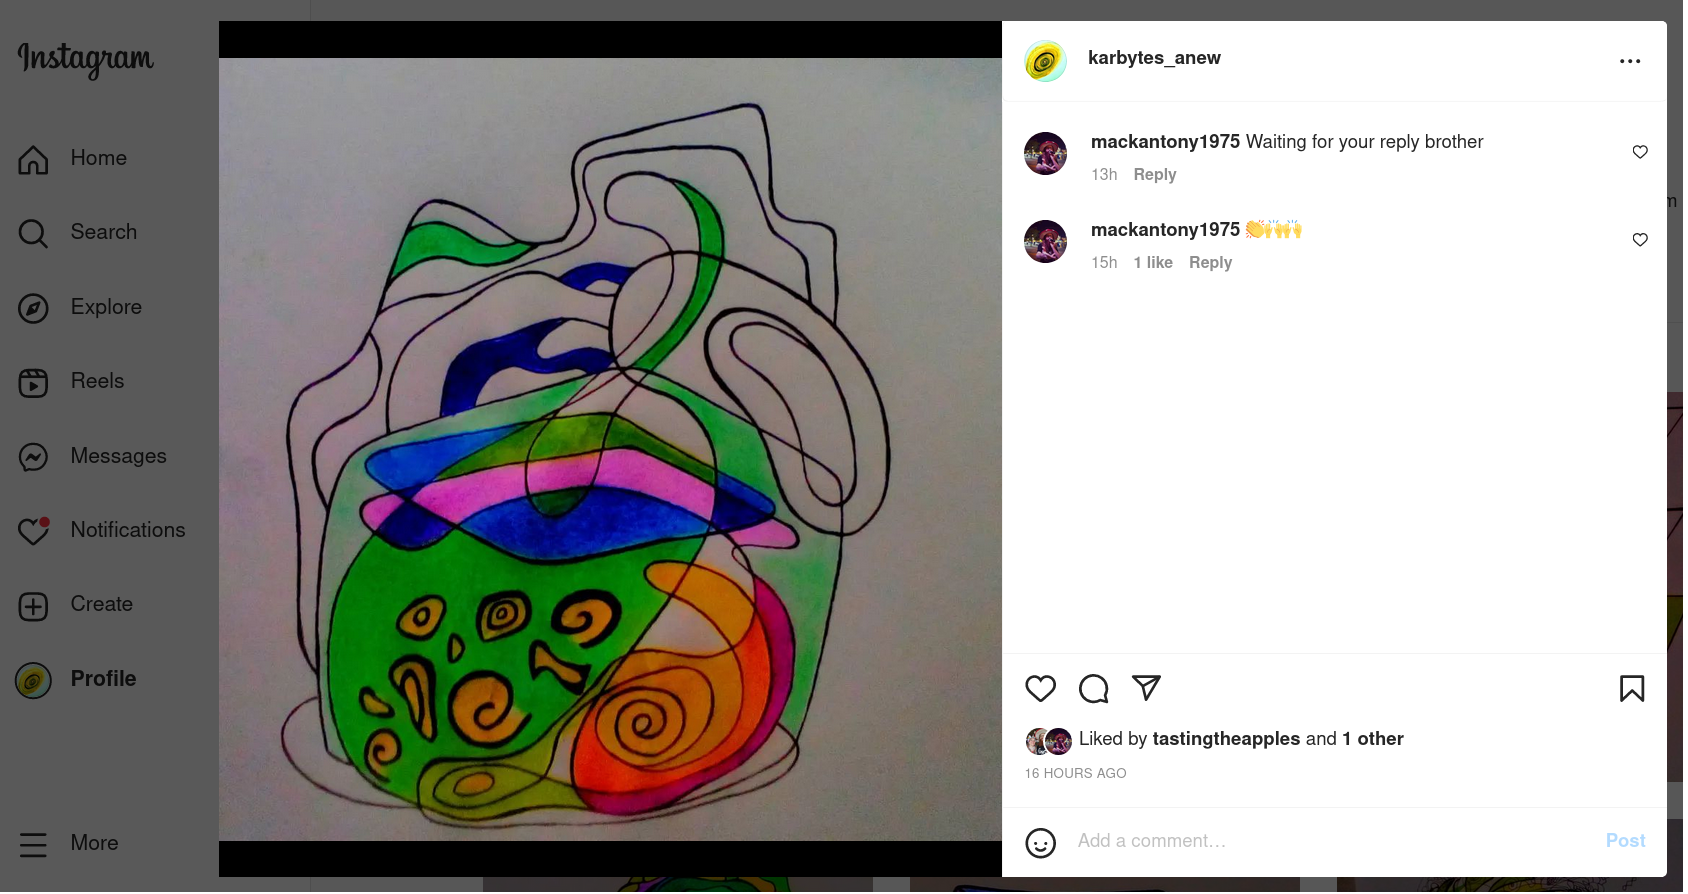 Instagram
Home
Search
Explore
Reels
Messages
Notifications
Create
Profile
More
karbytes_anew
mackantony1975 Waiting for your reply brother
13h Reply
mackantony1975 👏🙌🙌
15h 1 like Reply
Liked by tastingtheapples and 1 other
16 HOURS AGO
Add a comment...
Post
m